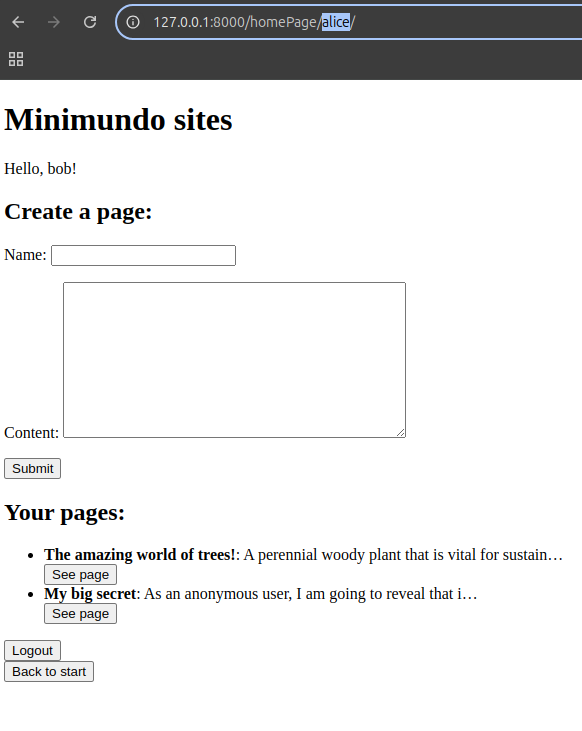 127.0.0.1:8000/homePage/alice/
Minimundo sites
Hello, bob!
Create a page:
Name:
Content:
Submit
Your pages:
The amazing world of trees!: A perennial woody plant that is vital for sustain…
See page
My big secret: As an anonymous user, I am going to reveal that i…
See page
Logout
Back to start